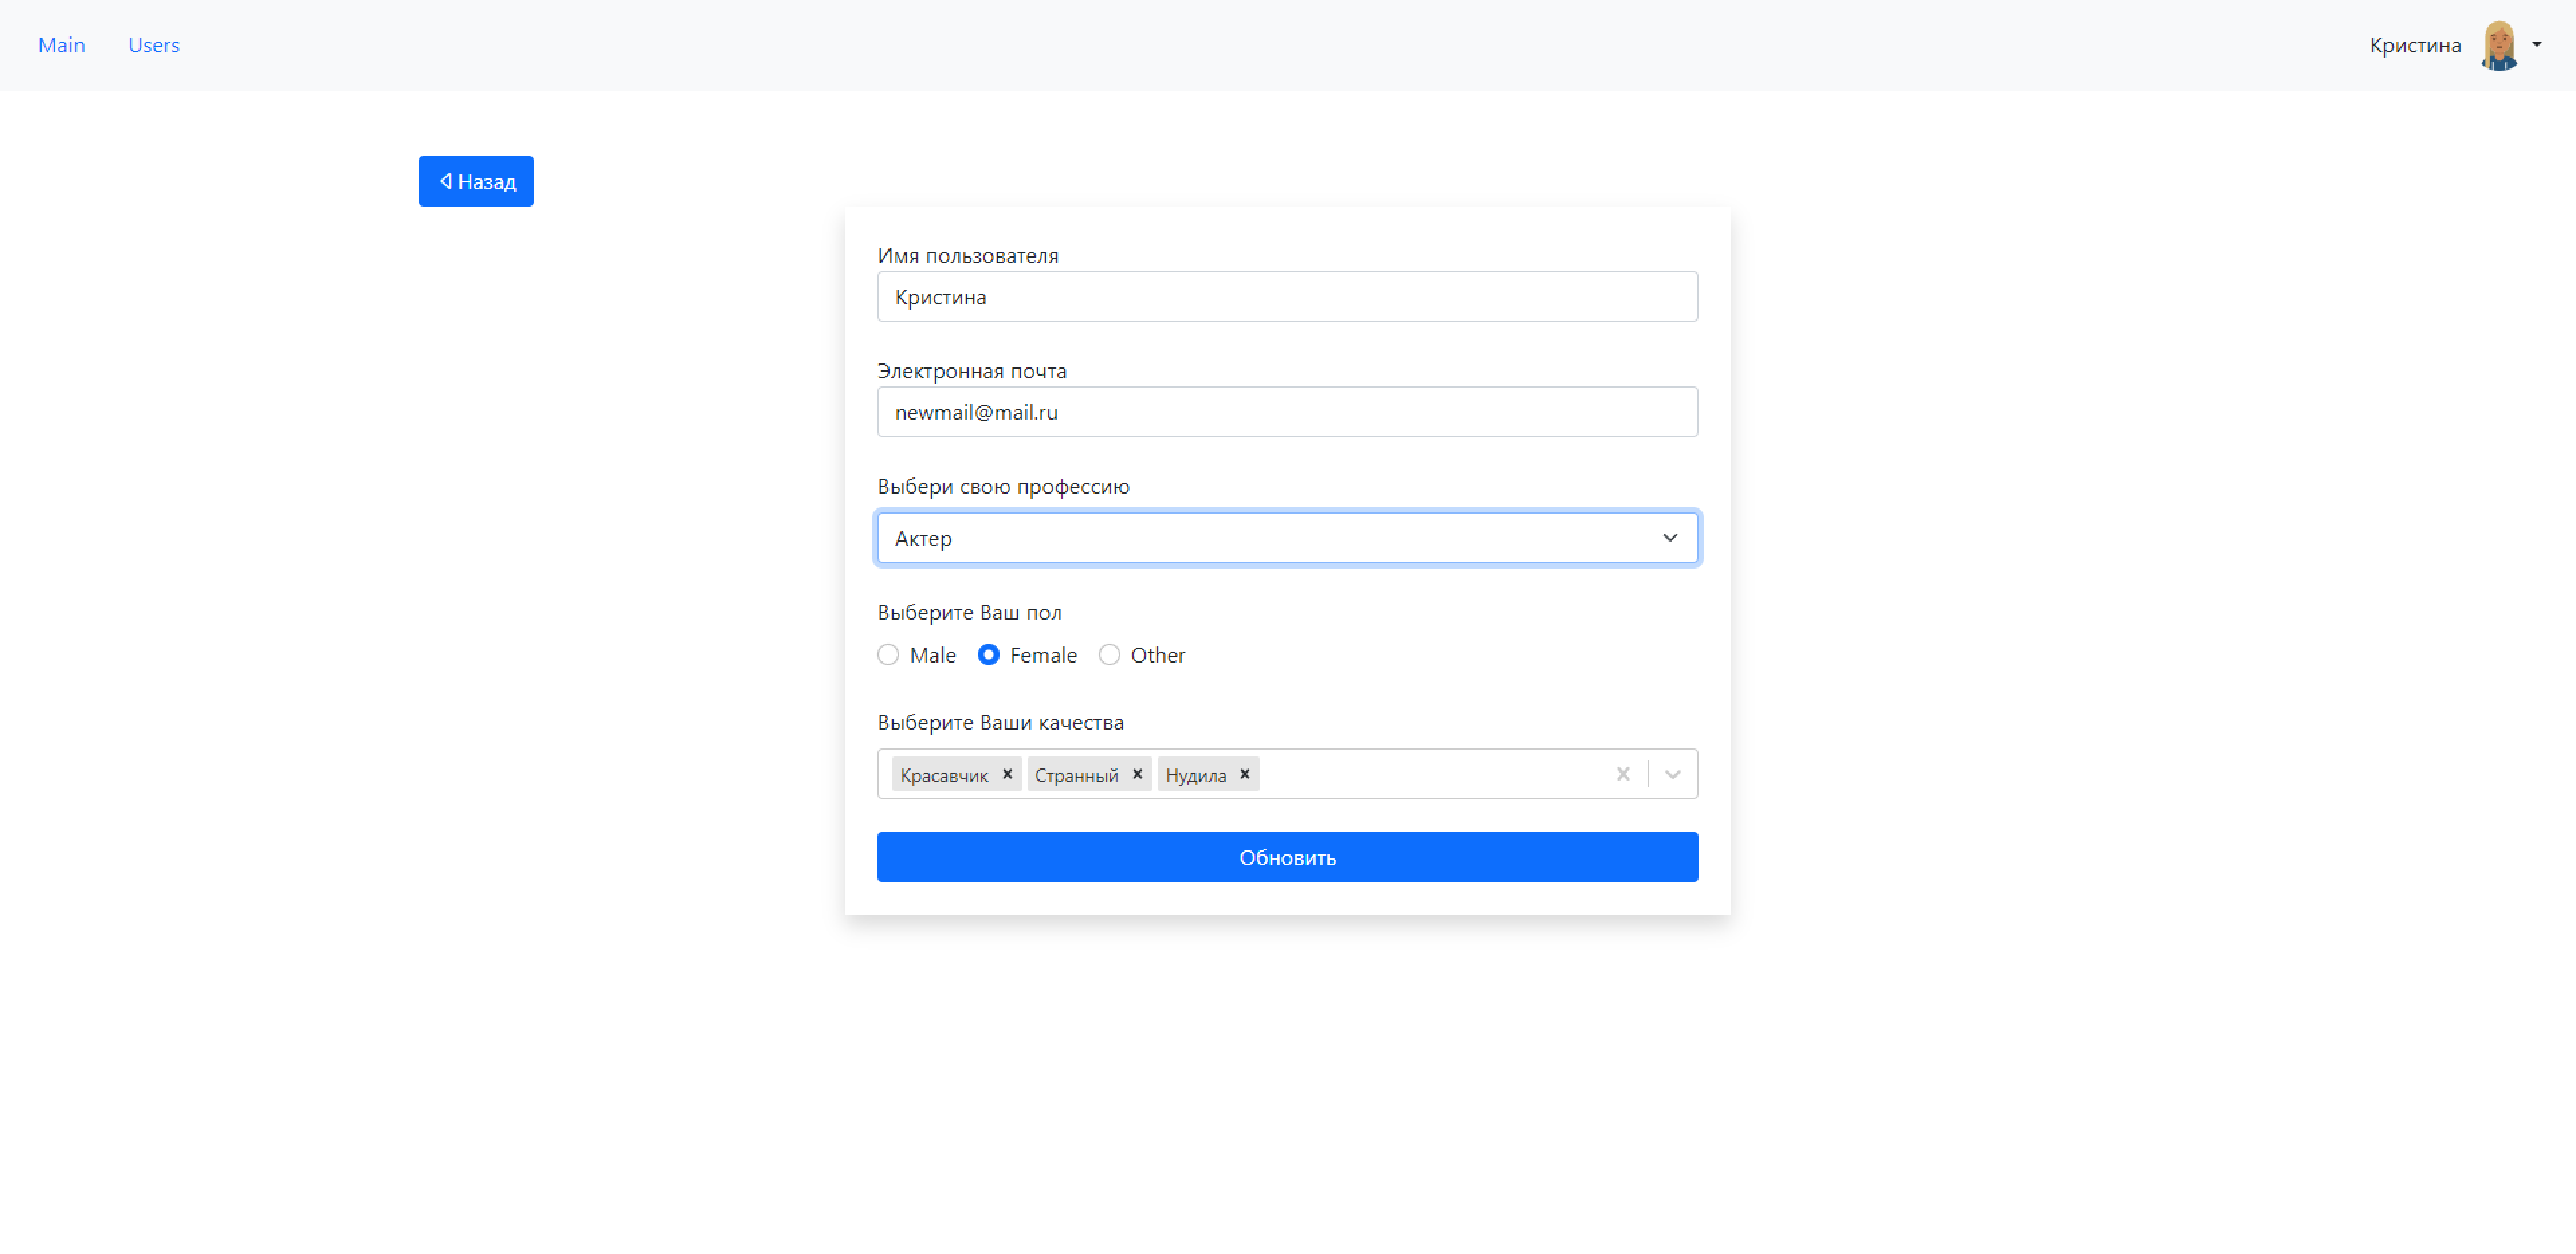 Main Users Кристина
Назад
Имя пользователя
Кристина
Электронная почта
newmail@mail.ru
Выбери свою профессию
Актер
Выберите Ваш пол
Male Female Other
Выберите Ваши качества
Красавчик Странный Нудила
Обновить